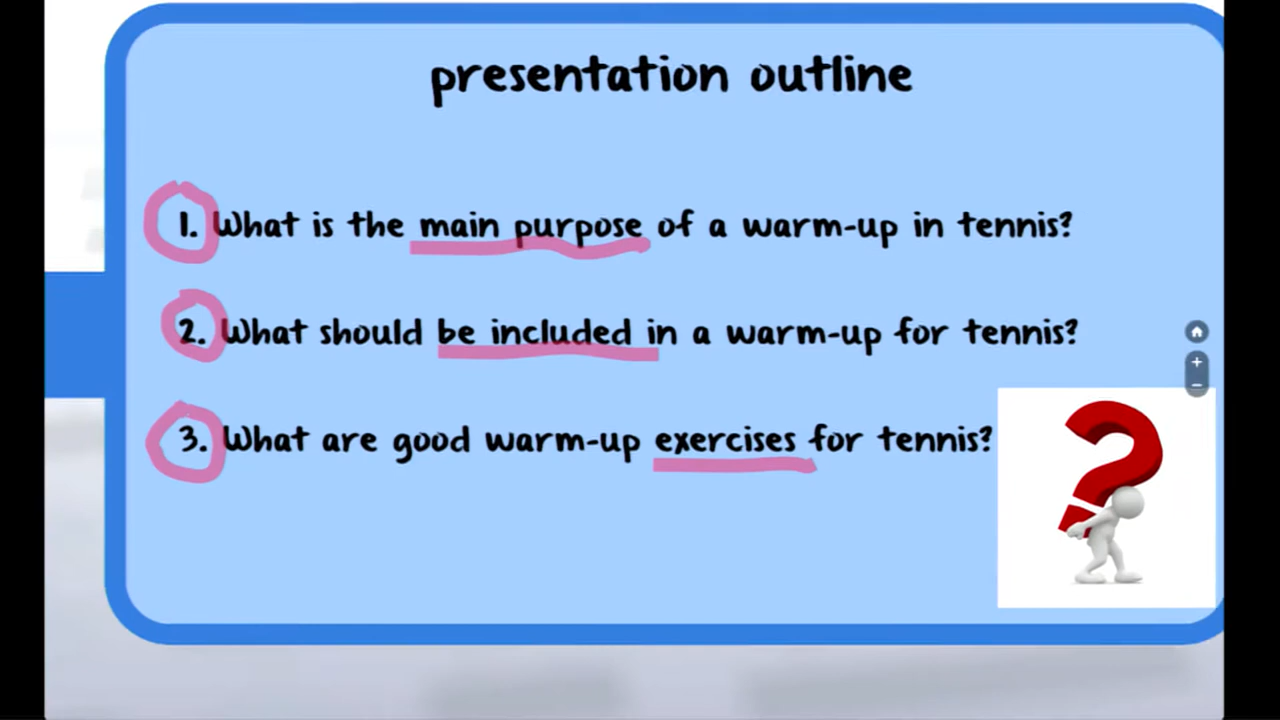 presentation outline
1. What is the main purpose of a warm-up in tennis?
2. What should be included in a warm-up for tennis?
3. What are good warm-up exercises for tennis?